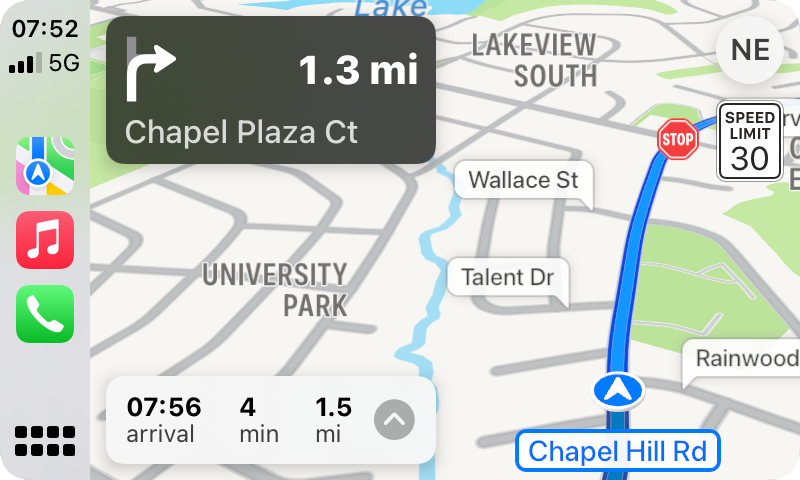 07:52
5G
1.3 mi
Chapel Plaza Ct
Lake
LAKEVIEW
SOUTH
NE
STOP
SPEED
LIMIT
30
Wallace St
Talent Dr
UNIVERSITY
PARK
Rainwood
07:56 4 1.5
arrival min mi
Chapel Hill Rd